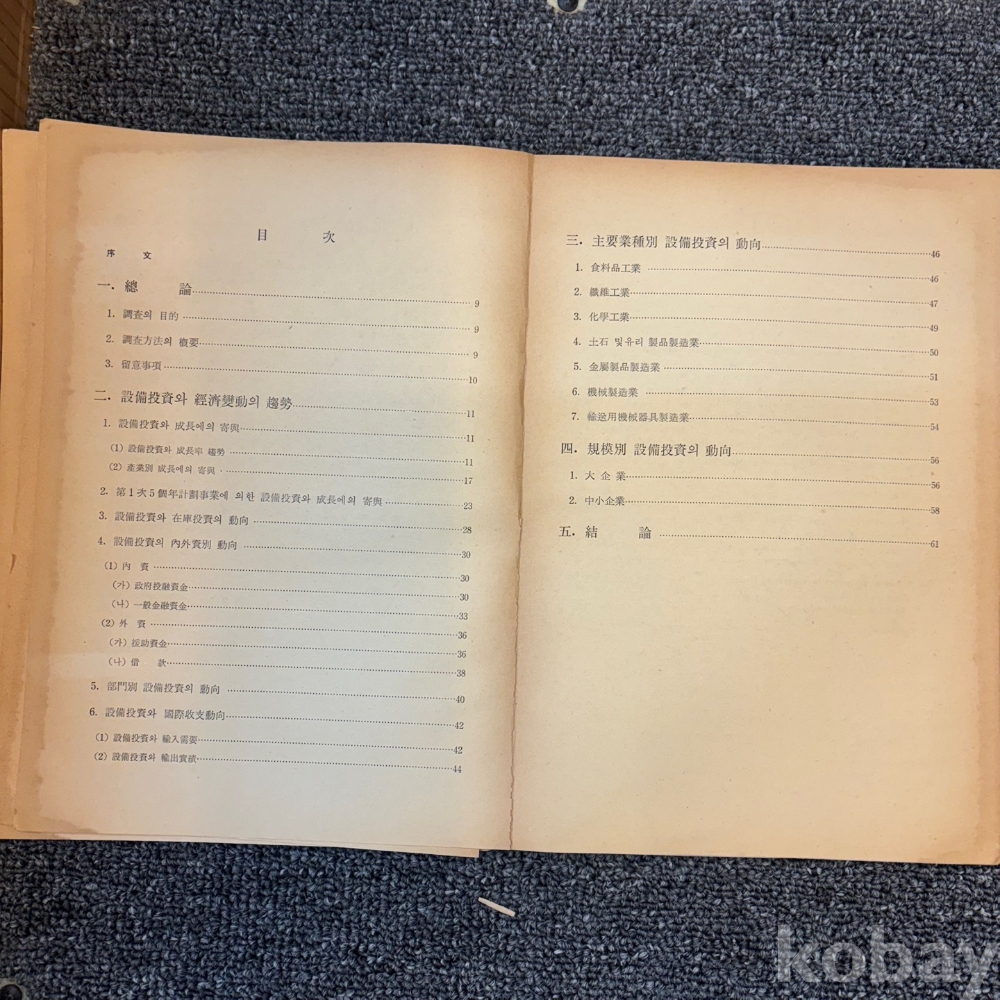 目 次
序 文
一. 總 論 9
1. 調査의 目的 9
2. 調査方法의 槪要 9
3. 留意事項 10
二. 設備投資와 經濟變動의 趨勢 11
1. 設備投資와 成長에의 寄與 11
(1) 設備投資와 成長率 趨勢 11
(2) 產業別 成長에의 寄與 17
2. 第1次5個年計劃事業에 의한 設備投資와 成長에의 寄與 23
3. 設備投資와 在庫投資의 動向 28
4. 設備投資의 內外資別 動向 30
(1) 內 資 30
(가) 政府投融資金 30
(나) 一般金融資金 33
(2) 外 資 36
(가) 援助資金 36
(나) 借 款 38
5. 部門別 設備投資의 動向 40
6. 設備投資와 國際收支動向 42
(1) 設備投資와 輸入需要 42
(2) 設備投資와 輸出實績 44
三. 主要業種別 設備投資의 動向 46
1. 食料品工業 46
2. 纖維工業 47
3. 化學工業 49
4. 土石 및유리 製品製造業 50
5. 金屬製品製造業 51
6. 機械製造業 53
7. 輸送用機械器具製造業 54
四. 規模別 設備投資의 動向 56
1. 大 企 業 56
2. 中小企業 58
五. 結 論 61
kobay